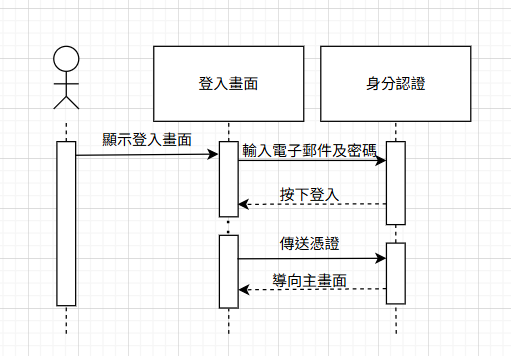 登入畫面
身分認證
顯示登入畫面
輸入電子郵件及密碼
按下登入
傳送憑證
導向主畫面